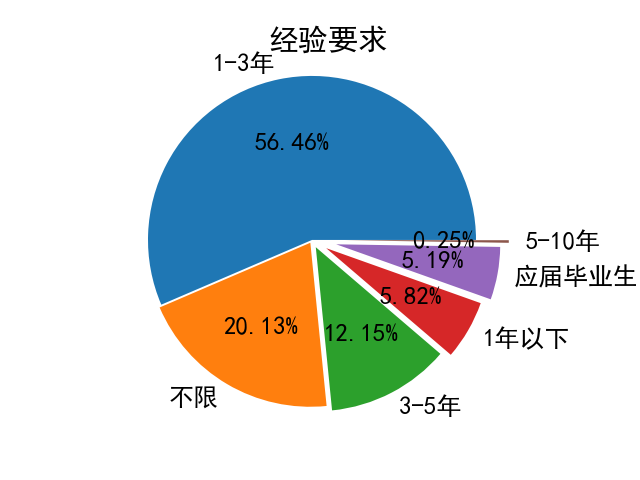 经验要求
1-3年
56.46%
0.25%
5-10年
5.19%
应届毕业生
5.82%
1年以下
12.15%
3-5年
20.13%
不限